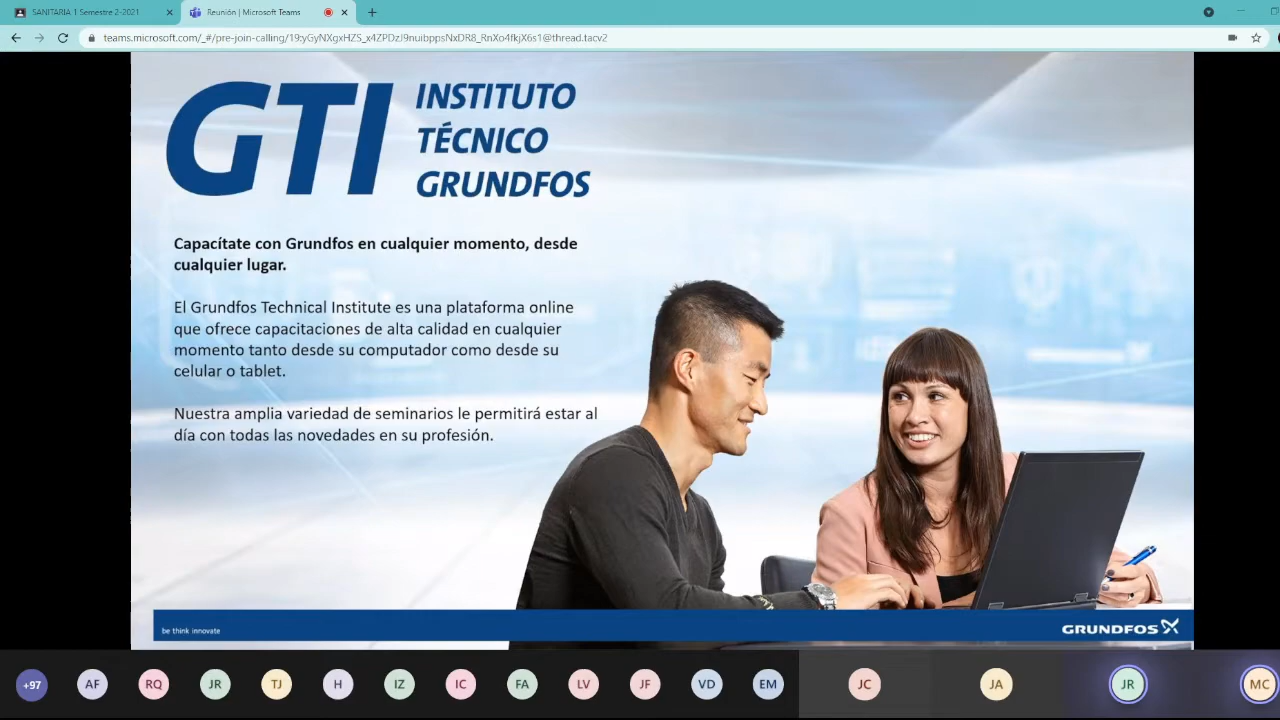 SANITARIA 1 Semestre 2-2021
Reunión | Microsoft Teams
teams.microsoft.com/_#/pre-join-calling/19:yGyNXgxHZS_x4ZPDzJ9nuibppsNxDR8_RnXo4fkjX6s1@thread.tacv2
GTI
INSTITUTO
TÉCNICO
GRUNDFOS
Capacítate con Grundfos en cualquier momento, desde
cualquier lugar.
El Grundfos Technical Institute es una plataforma online
que ofrece capacitaciones de alta calidad en cualquier
momento tanto desde su computador como desde su
celular o tablet.
Nuestra amplia variedad de seminarios le permitirá estar al
día con todas las novedades en su profesión.
be think innovate
GRUNDFOS
+97 AF RQ JR TJ H IZ IC FA LV JF VD EM JC JA JR MC